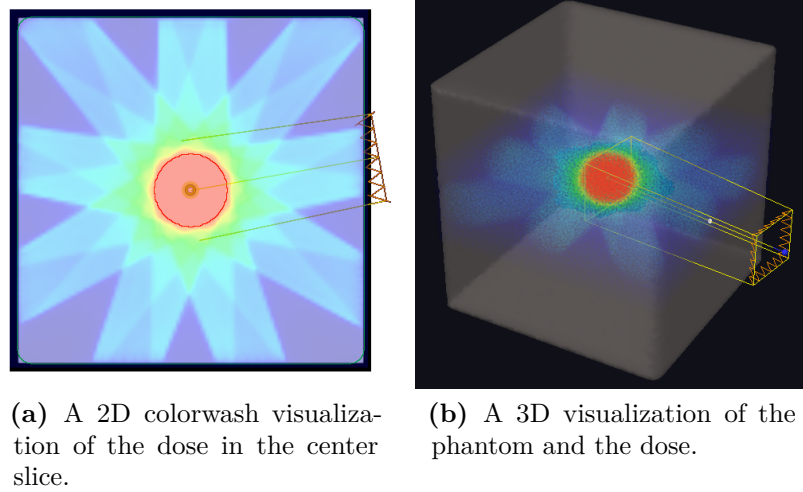 (a) A 2D colorwash visualiza-
tion of the dose in the center
slice.
(b) A 3D visualization of the
phantom and the dose.